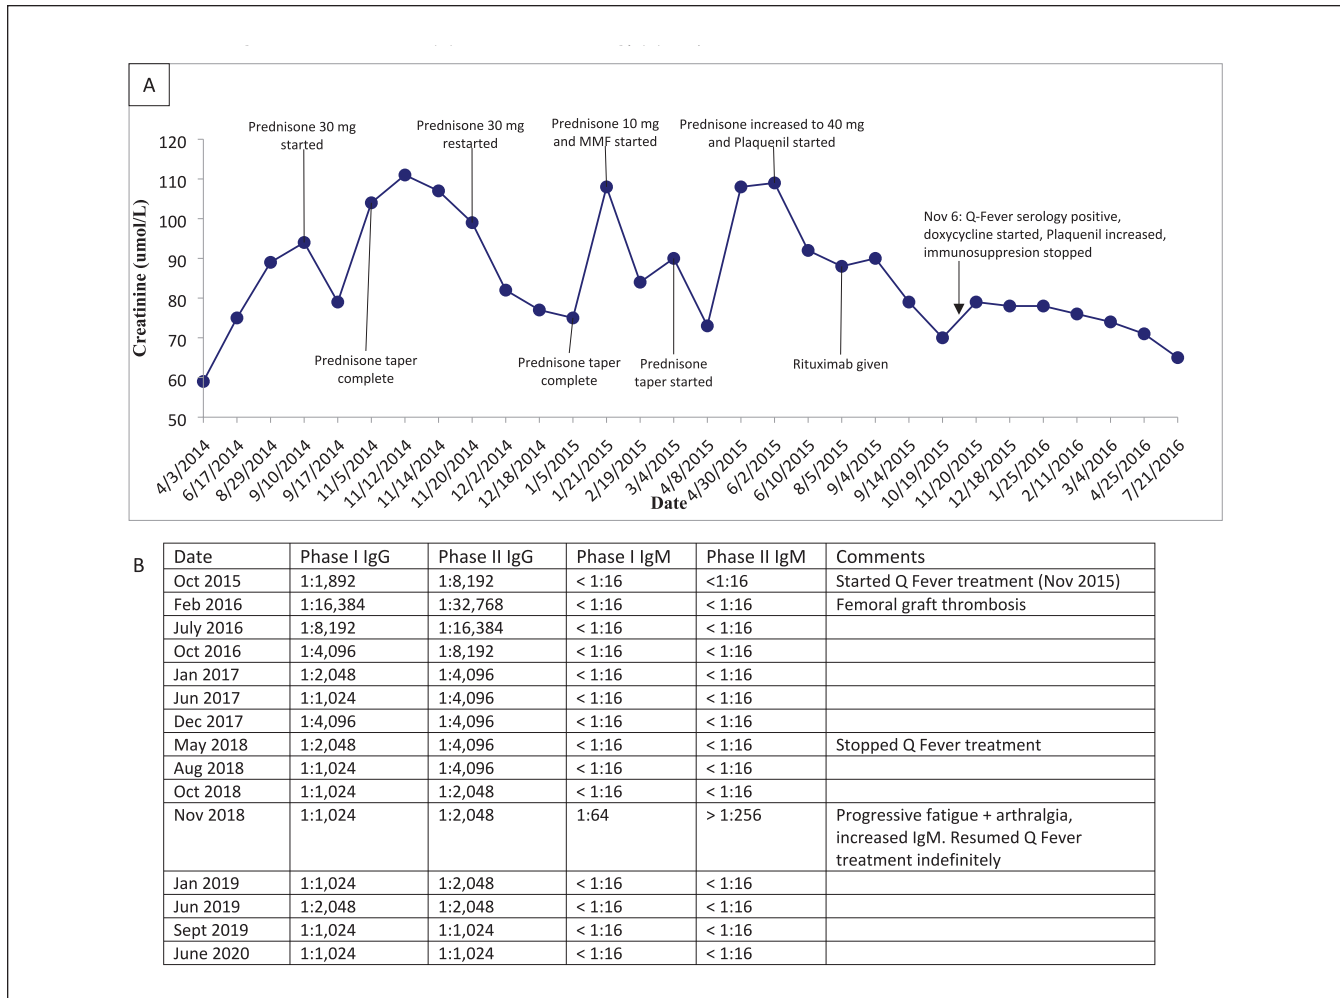 A
Prednisone 30 mg
started
Prednisone 30 mg
restarted
Prednisone 10 mg
and MMF started
Prednisone increased to 40 mg
and Plaquenil started
Nov 6: Q-Fever serology positive,
doxycycline started, Plaquenil increased,
immunosuppresion stopped
Prednisone taper
complete
Prednisone taper
complete
Prednisone
taper started
Rituximab given
Creatinine (umol/L)
120
110
100
90
80
70
60
50
4/3/2014
6/17/2014
8/29/2014
9/10/2014
9/17/2014
11/5/2014
11/12/2014
11/14/2014
11/20/2014
12/2/2014
12/18/2014
1/5/2015
1/21/2015
2/19/2015
3/4/2015
4/8/2015
4/30/2015
6/2/2015
6/10/2015
8/5/2015
9/4/2015
9/14/2015
10/19/2015
11/20/2015
12/18/2015
1/25/2016
2/11/2016
3/4/2016
4/25/2016
7/21/2016
Date
B
Date Phase I IgG Phase II IgG Phase I IgM Phase II IgM Comments
Oct 2015 1:1,892 1:8,192 < 1:16 <1:16 Started Q Fever treatment (Nov 2015)
Feb 2016 1:16,384 1:32,768 < 1:16 < 1:16 Femoral graft thrombosis
July 2016 1:8,192 1:16,384 < 1:16 < 1:16
Oct 2016 1:4,096 1:8,192 < 1:16 < 1:16
Jan 2017 1:2,048 1:4,096 < 1:16 < 1:16
Jun 2017 1:1,024 1:4,096 < 1:16 < 1:16
Dec 2017 1:4,096 1:4,096 < 1:16 < 1:16
May 2018 1:2,048 1:4,096 < 1:16 < 1:16 Stopped Q Fever treatment
Aug 2018 1:1,024 1:4,096 < 1:16 < 1:16
Oct 2018 1:1,024 1:2,048 < 1:16 < 1:16
Nov 2018 1:1,024 1:2,048 1:64 > 1:256 Progressive fatigue + arthralgia,
increased IgM. Resumed Q Fever
treatment indefinitely
Jan 2019 1:1,024 1:2,048 < 1:16 < 1:16
Jun 2019 1:2,048 1:2,048 < 1:16 < 1:16
Sept 2019 1:1,024 1:1,024 < 1:16 < 1:16
June 2020 1:1,024 1:1,024 < 1:16 < 1:16